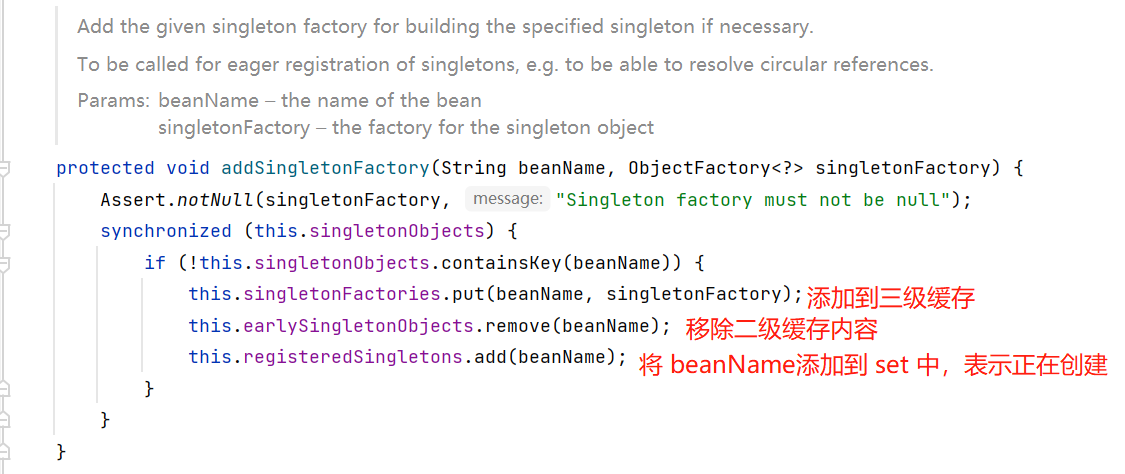 Add the given singleton factory for building the specified singleton if necessary.
To be called for eager registration of singletons, e.g. to be able to resolve circular references.
Params: beanName – the name of the bean
singletonFactory – the factory for the singleton object
protected void addSingletonFactory(String beanName, ObjectFactory<?> singletonFactory) {
Assert.notNull(singletonFactory, message: "Singleton factory must not be null");
synchronized (this.singletonObjects) {
if (!this.singletonObjects.containsKey(beanName)) {
this.singletonFactories.put(beanName, singletonFactory); 添加到三级缓存
this.earlySingletonObjects.remove(beanName); 移除二级缓存内容
this.registeredSingletons.add(beanName); 将 beanName添加到 set 中，表示正在创建
}
}
}